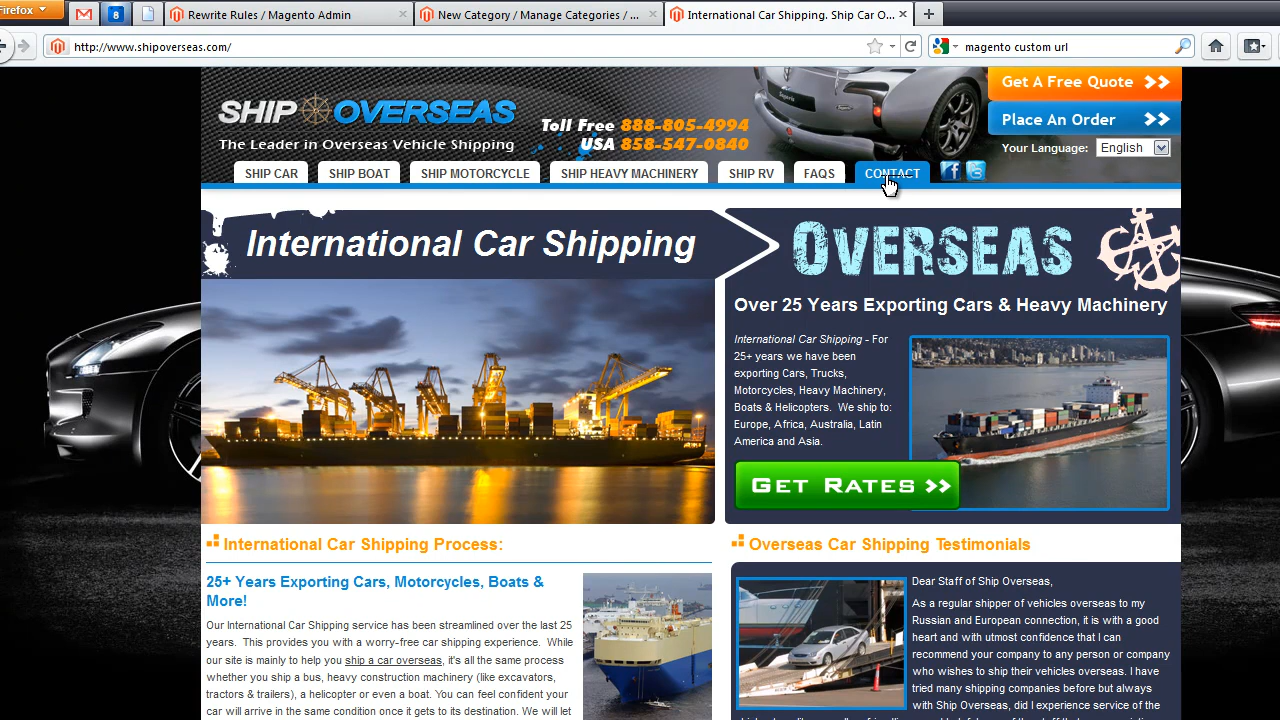 Firefox
8
Rewrite Rules / Magento Admin
New Category / Manage Categories / ...
International Car Shipping. Ship Car O...
http://www.shipoverseas.com/
magento custom url
SHIP OVERSEAS
The Leader in Overseas Vehicle Shipping
Toll Free 888-805-4994
USA 858-547-0840
Get A Free Quote
Place An Order
Your Language: English
SHIP CAR
SHIP BOAT
SHIP MOTORCYCLE
SHIP HEAVY MACHINERY
SHIP RV
FAQS
CONTACT
International Car Shipping
OVERSEAS
Over 25 Years Exporting Cars & Heavy Machinery
International Car Shipping - For
25+ years we have been
exporting Cars, Trucks,
Motorcycles, Heavy Machinery,
Boats & Helicopters. We ship to:
Europe, Africa, Australia, Latin
America and Asia.
GET RATES >>
International Car Shipping Process:
25+ Years Exporting Cars, Motorcycles, Boats &
More!
Our International Car Shipping service has been streamlined over the last 25
years. This provides you with a worry-free car shipping experience. While
our site is mainly to help you ship a car overseas, it's all the same process
whether you ship a bus, heavy construction machinery (like excavators,
tractors & trailers), a helicopter or even a boat. You can feel confident your
car will arrive in the same condition once it gets to its destination. We will let
Overseas Car Shipping Testimonials
Dear Staff of Ship Overseas,
As a regular shipper of vehicles overseas to my
Russian and European connection, it is with a good
heart and with utmost confidence that I can
recommend your company to any person or company
who wishes to ship their vehicles overseas. I have
tried many shipping companies before but always
with Ship Overseas, did I experience service of the